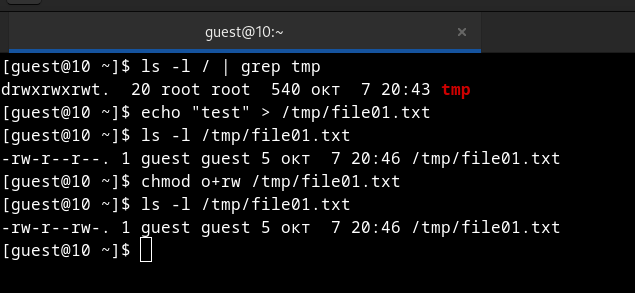 guest@10:~ ×
[guest@10 ~]$ ls -l / | grep tmp
drwxrwxrwt.  20 root root  540 окт  7 20:43 tmp
[guest@10 ~]$ echo "test" > /tmp/file01.txt
[guest@10 ~]$ ls -l /tmp/file01.txt
-rw-r--r--. 1 guest guest 5 окт  7 20:46 /tmp/file01.txt
[guest@10 ~]$ chmod o+rw /tmp/file01.txt
[guest@10 ~]$ ls -l /tmp/file01.txt
-rw-r--rw-. 1 guest guest 5 окт  7 20:46 /tmp/file01.txt
[guest@10 ~]$